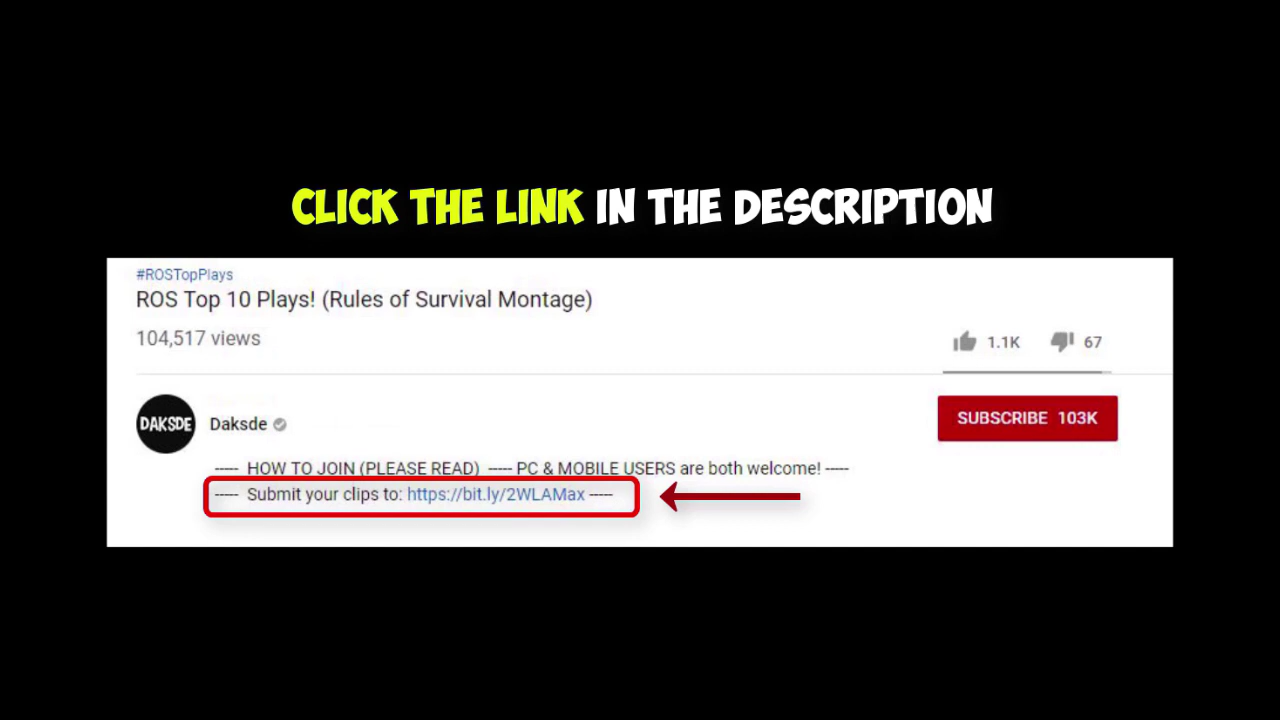 CLICK THE LINK IN THE DESCRIPTION
#ROSTopPlays
ROS Top 10 Plays! (Rules of Survival Montage)
104,517 views
1.1K 67
DAKSDE
Daksde
SUBSCRIBE 103K
----- HOW TO JOIN (PLEASE READ) ----- PC & MOBILE USERS are both welcome! -----
----- Submit your clips to: https://bit.ly/2WLAMax -----